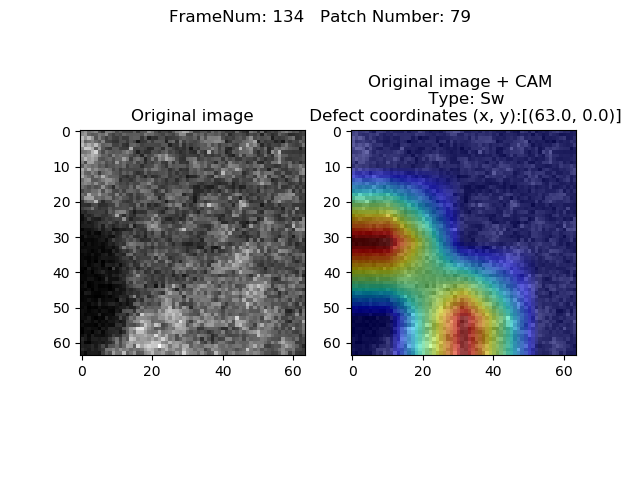 FrameNum: 134   Patch Number: 79
Original image
0
10
20
30
40
50
60
0 20 40 60
Original image + CAM
Type: Sw
Defect coordinates (x, y):[(63.0, 0.0)]
0
10
20
30
40
50
60
0 20 40 60